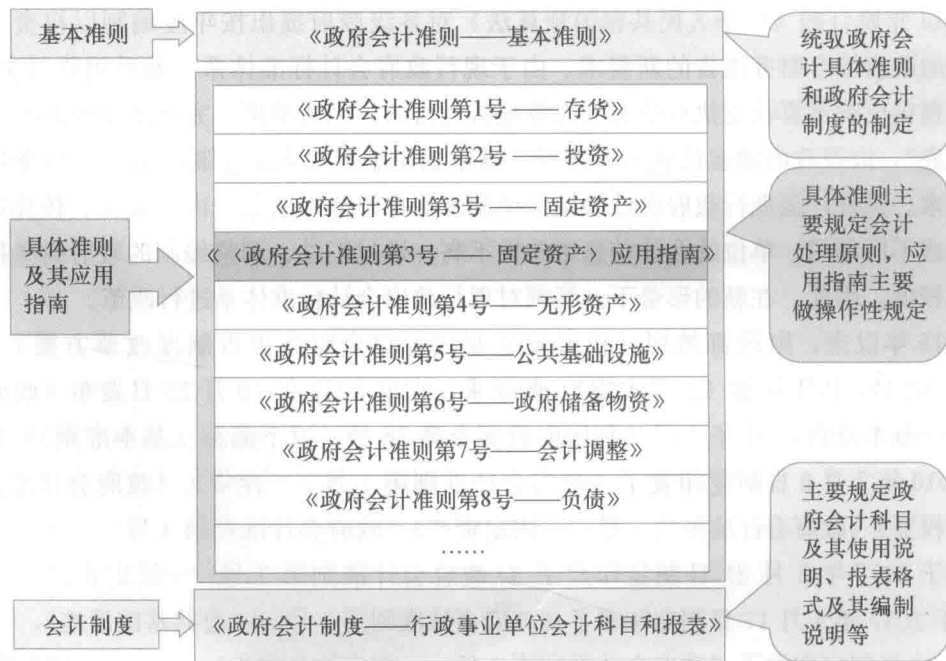 基本准则
《政府会计准则——基本准则》
统驭政府会
计具体准则
和政府会计
制度的制定
具体准则
及其应用
指南
《政府会计准则第1号——存货》
《政府会计准则第2号——投资》
《政府会计准则第3号——固定资产》
《〈政府会计准则第3号——固定资产〉应用指南》
《政府会计准则第4号——无形资产》
《政府会计准则第5号——公共基础设施》
《政府会计准则第6号——政府储备物资》
《政府会计准则第7号——会计调整》
《政府会计准则第8号——负债》
……
具体准则主
要规定会计
处理原则，应
用指南主要
做操作性规定
会计制度
《政府会计制度——行政事业单位会计科目和报表》
主要规定政
府会计科目
及其使用说
明、报表格
式及其编制
说明等